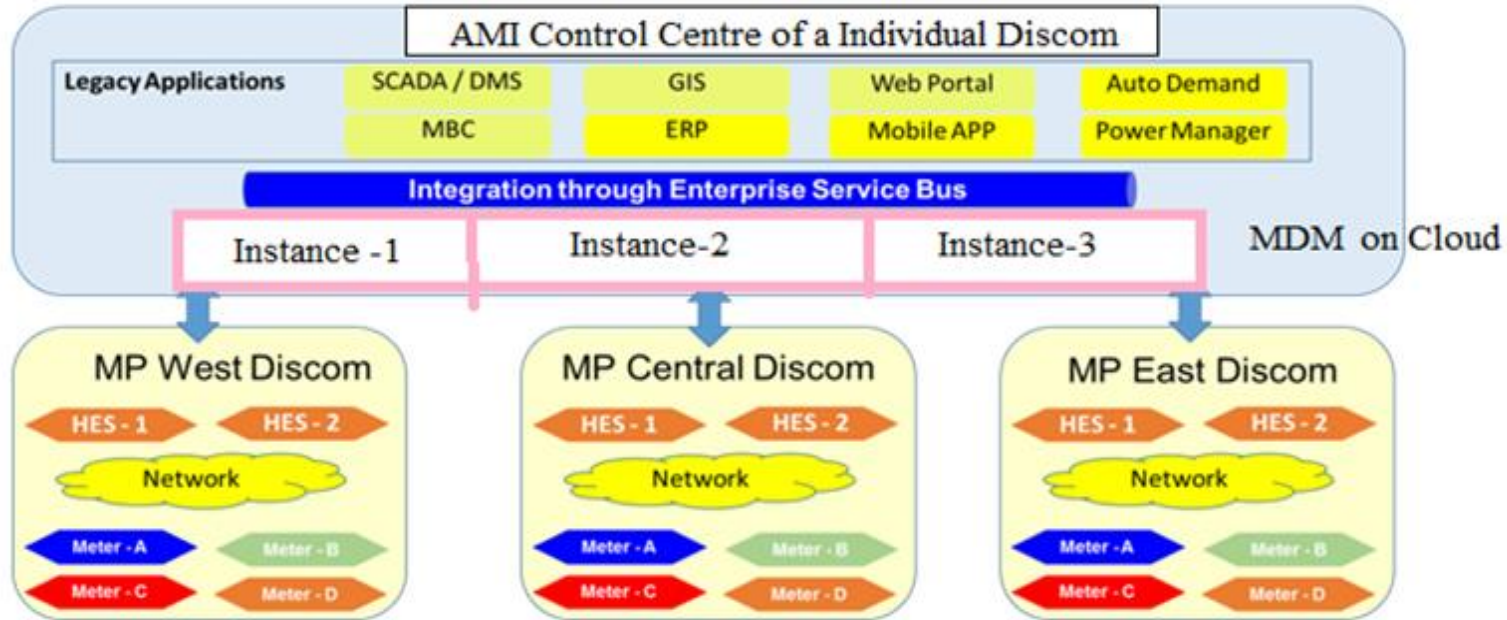 AMI Control Centre of a Individual Discom
Legacy Applications SCADA / DMS GIS Web Portal Auto Demand
MBC ERP Mobile APP Power Manager
Integration through Enterprise Service Bus
Instance -1 Instance-2 Instance-3 MDM on Cloud
MP West Discom
HES - 1 HES - 2
Network
Meter - A Meter - B
Meter - C Meter - D
MP Central Discom
HES - 1 HES - 2
Network
Meter - A Meter - B
Meter - C Meter - D
MP East Discom
HES - 1 HES - 2
Network
Meter - A Meter - B
Meter - C Meter - D